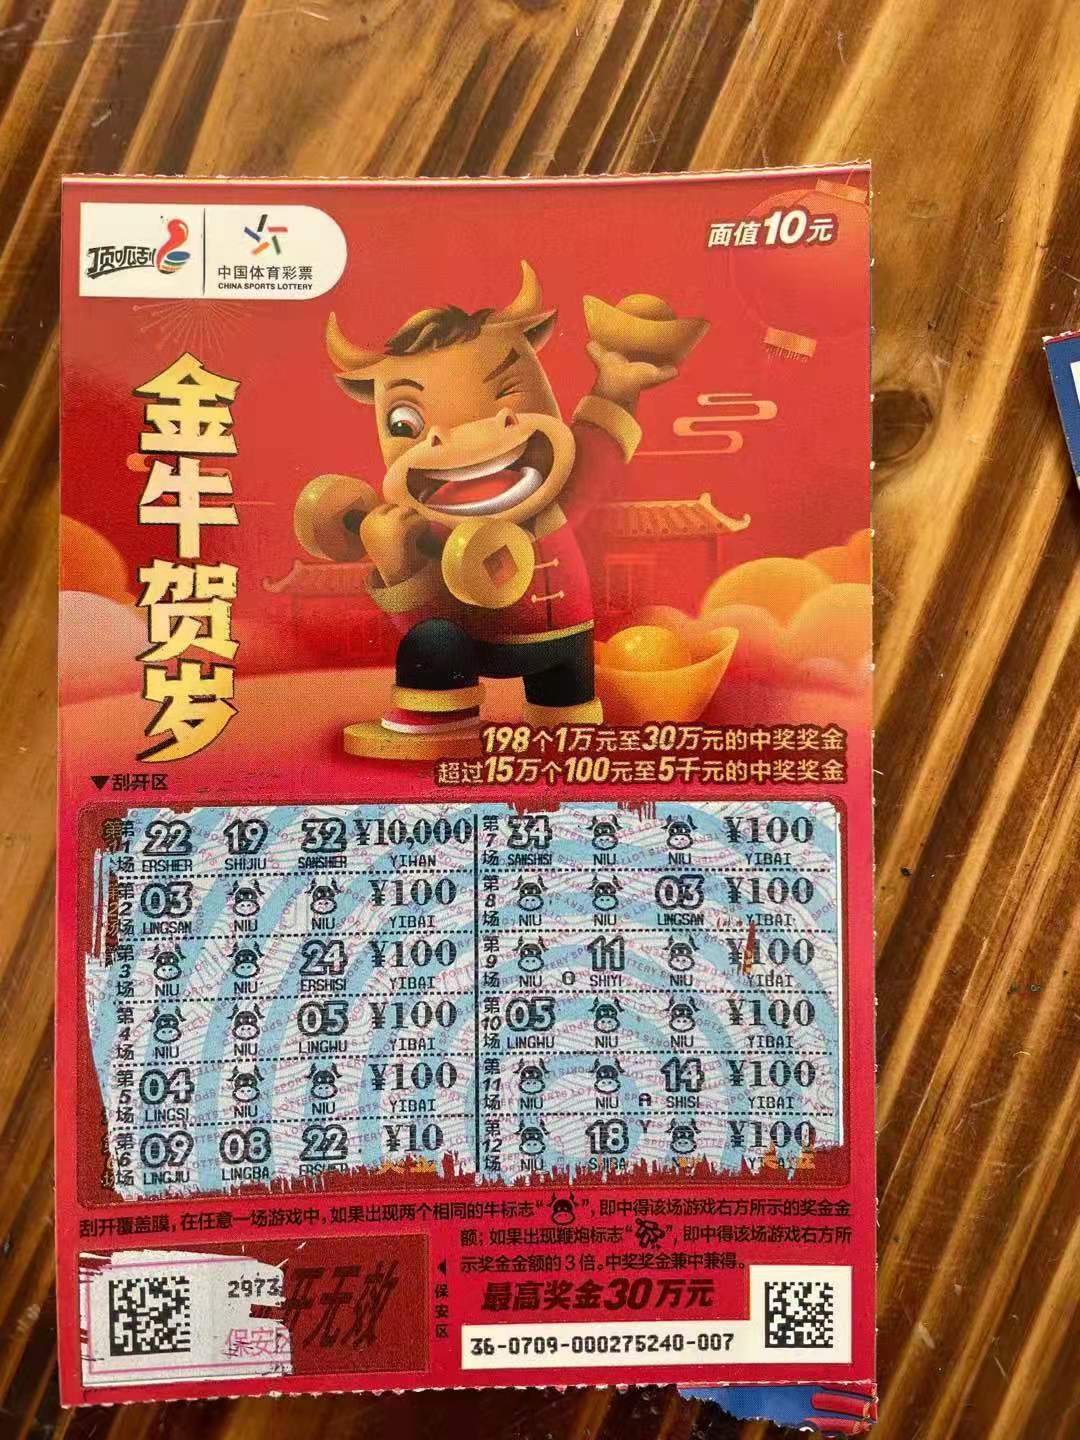 顶呱刮
中国体育彩票
CHINA SPORTS LOTTERY
面值10元
金牛贺岁
198个1万元至30万元的中奖奖金
超过15万个100元至5千元的中奖奖金
▼刮开区
第1场 22 19 32 ¥10,000
ERSHIER SHIJIU SANSHIER YIWAN
第2场 03 ¥100
LINGSAN NIU NIU YIBAI
第3场 24 ¥100
NIU NIU ERSHISI YIBAI
第4场 05 ¥100
NIU NIU LINGWU YIBAI
第5场 04 ¥100
LINGSI NIU NIU YIBAI
第6场 09 08 22 ¥10
LINGJIU LINGBA
第7场 34 ¥100
SANSHISI NIU NIU YIBAI
第8场 03 ¥100
NIU NIU LINGSAN YIBAI
第9场 11 ¥100
NIU O SHIYI NIU YIBAI
第10场 05 ¥100
LINGWU NIU NIU YIBAI
第11场 14 ¥100
NIU NIU A SHISI YIBAI
第12场 18 Y ¥100
NIU NIU
刮开覆盖膜，在任意一场游戏中，如果出现两个相同的牛标志“ ”，即中得该场游戏右方所示的奖金金
额；如果出现鞭炮标志“ ”，即中得该场游戏右方所
示奖金金额的3倍。中奖奖金兼中兼得。
2973
开无效
保安
◀保安区
最高奖金30万元
36-0709-000275240-007